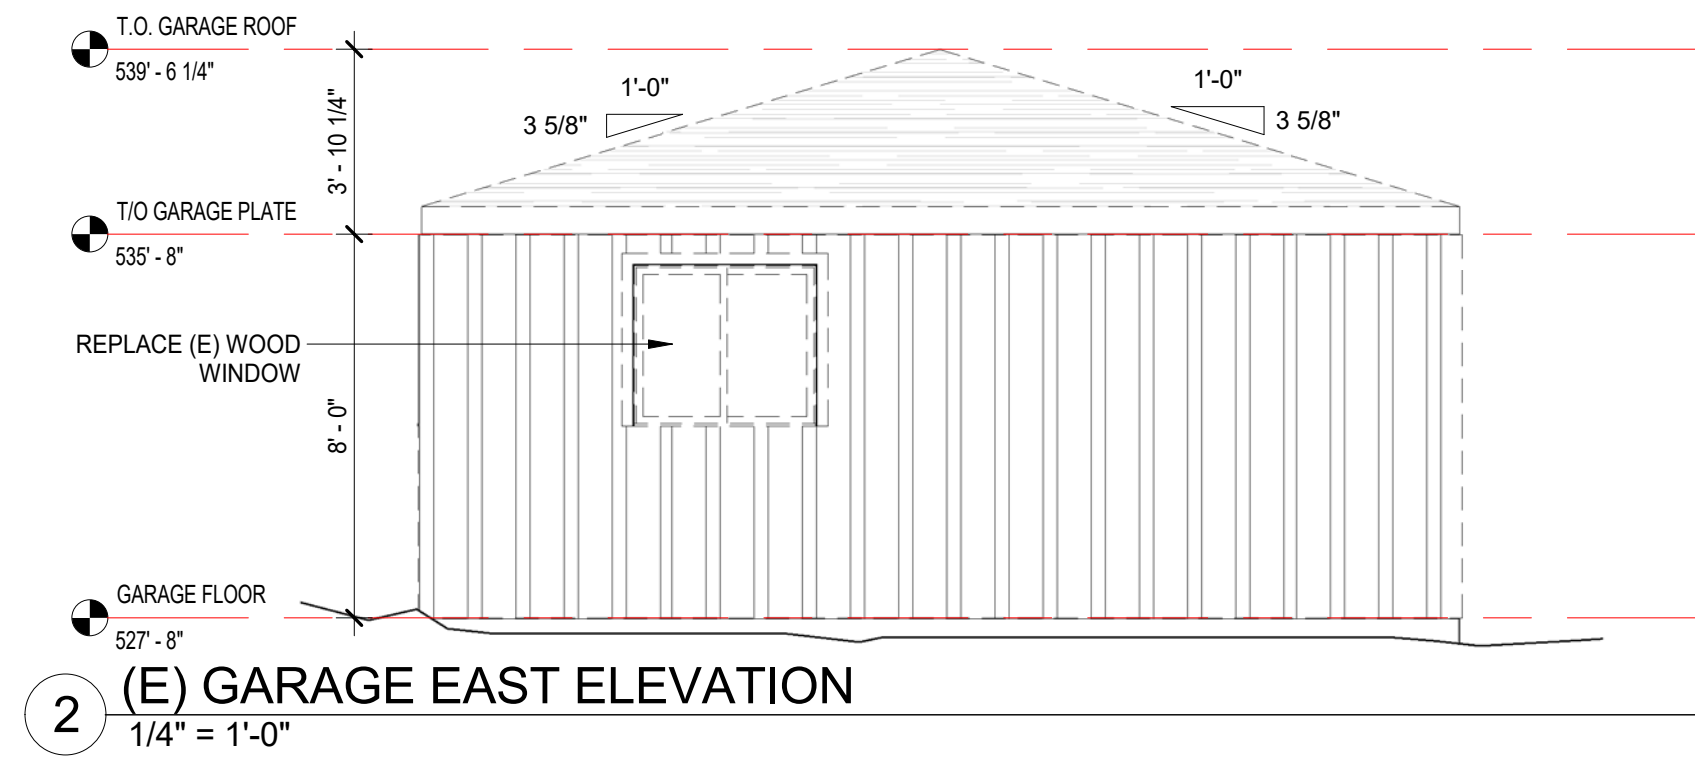 T.O. GARAGE ROOF
539' - 6 1/4"
1'-0"
3 5/8"
1'-0"
3 5/8"
3' - 10 1/4"
T/O GARAGE PLATE
535' - 8"
REPLACE (E) WOOD
WINDOW
8' - 0"
GARAGE FLOOR
527' - 8"
2
(E) GARAGE EAST ELEVATION
1/4" = 1'-0"